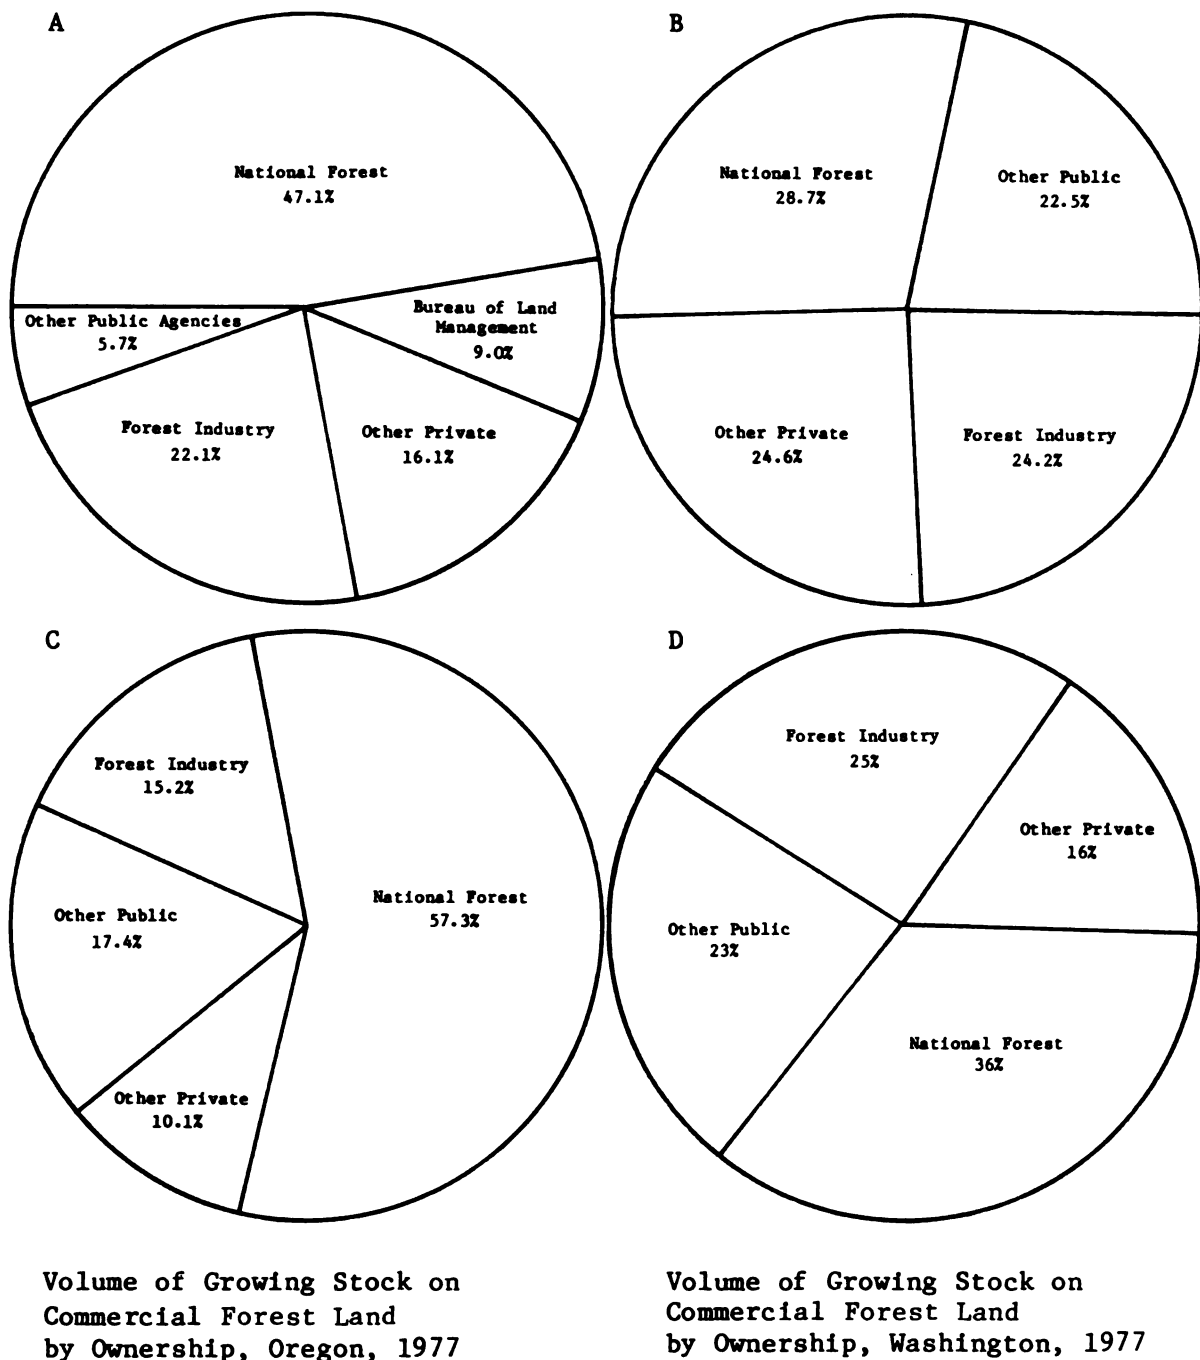 A
National Forest
47.1%
Bureau of Land
Management
9.0%
Other Public Agencies
5.7%
Forest Industry
22.1%
Other Private
16.1%
B
National Forest
28.7%
Other Public
22.5%
Other Private
24.6%
Forest Industry
24.2%
C
Forest Industry
15.2%
National Forest
57.3%
Other Public
17.4%
Other Private
10.1%
D
Forest Industry
25%
Other Private
16%
Other Public
23%
National Forest
36%
Volume of Growing Stock on
Commercial Forest Land
by Ownership, Oregon, 1977
Volume of Growing Stock on
Commercial Forest Land
by Ownership, Washington, 1977